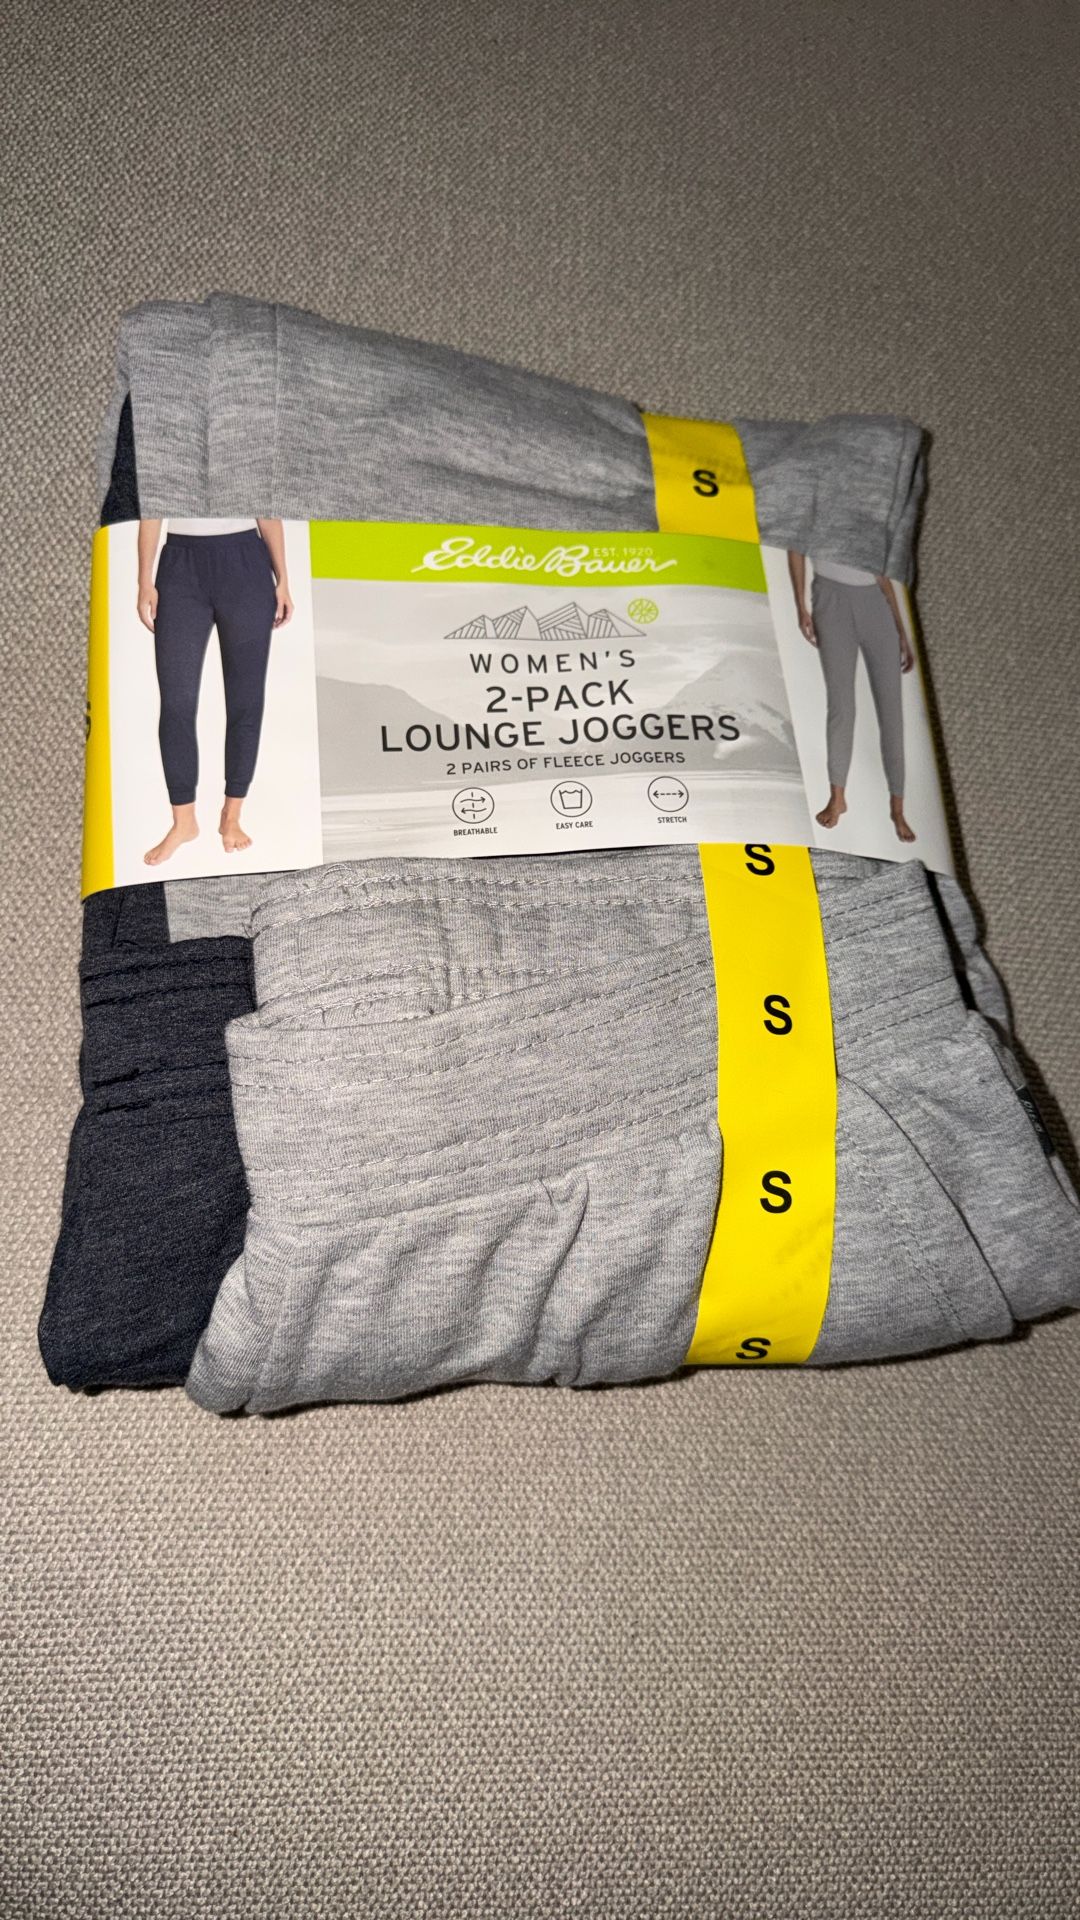 S
Eddie Bauer EST. 1920
WOMEN'S
2-PACK
LOUNGE JOGGERS
2 PAIRS OF FLEECE JOGGERS
BREATHABLE EASY CARE STRETCH
S
S
S
S